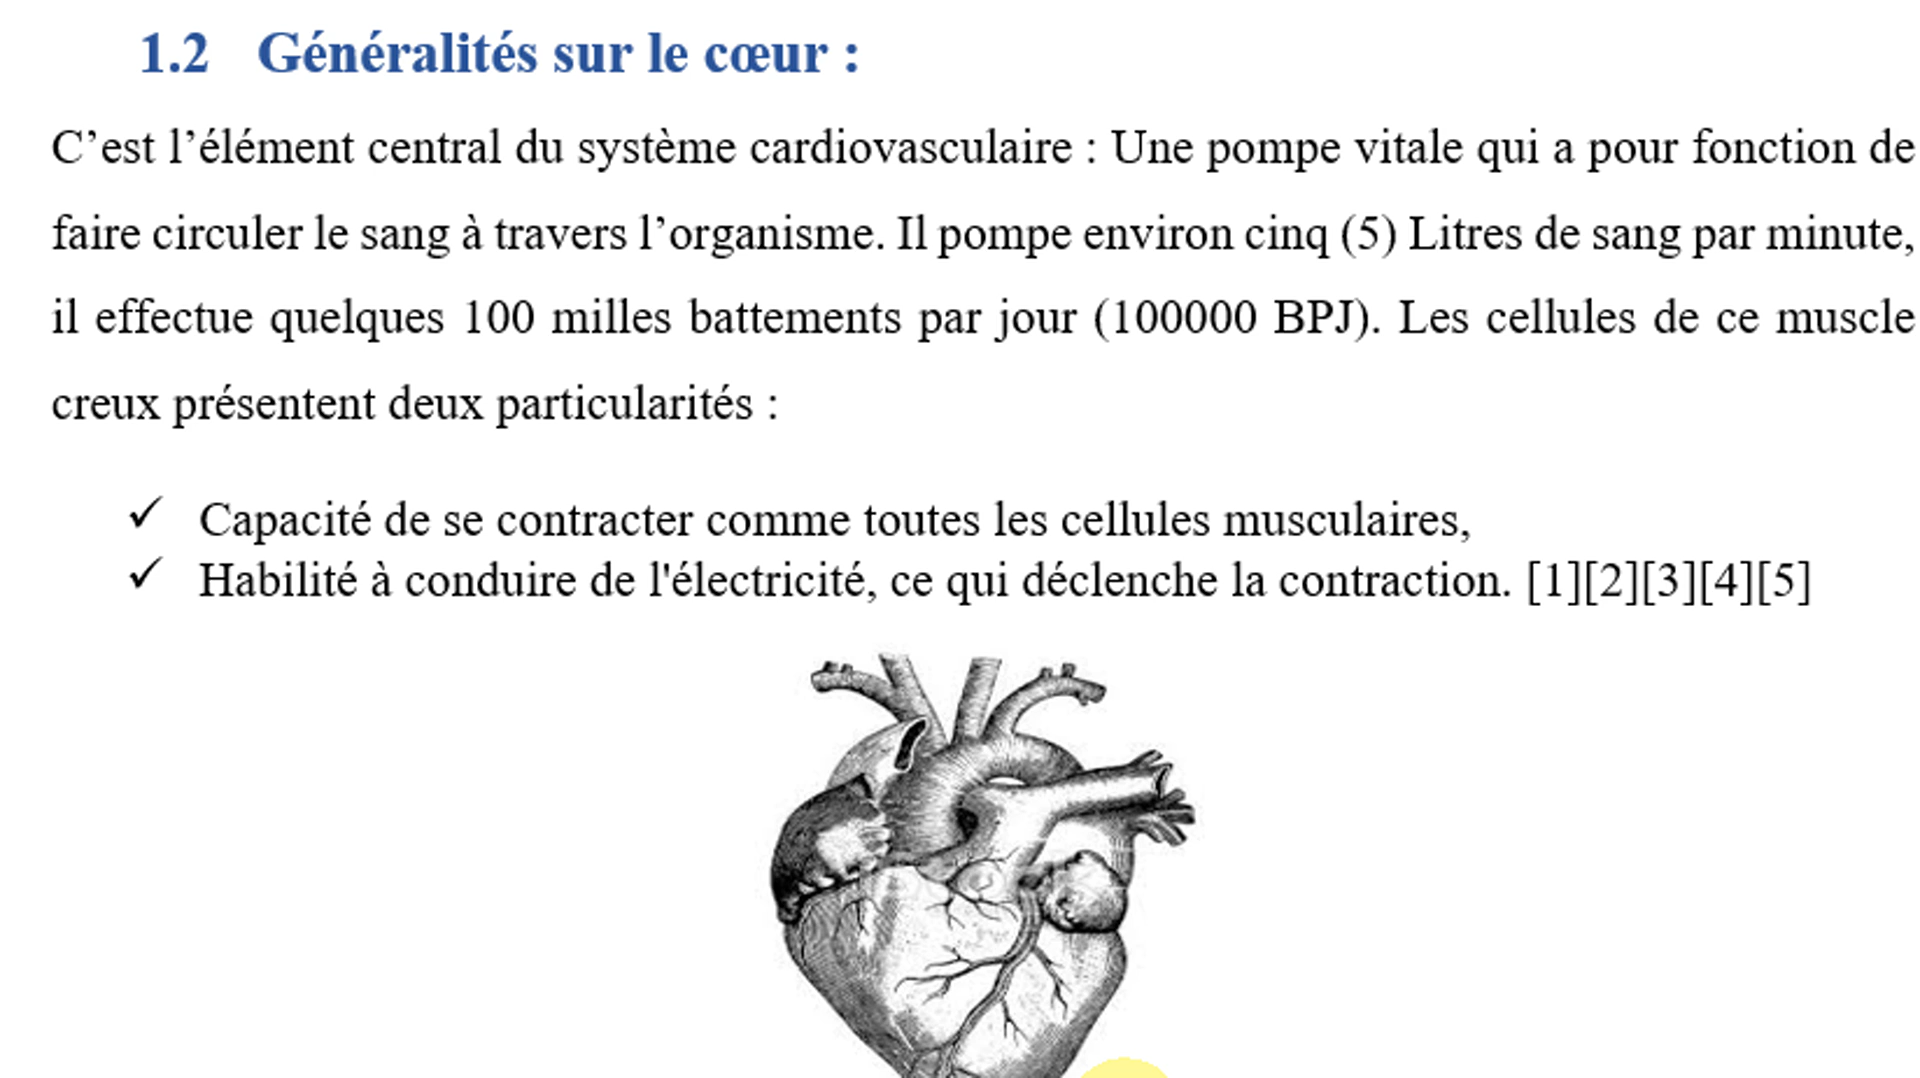 1.2 Généralités sur le cœur :
C’est l’élément central du système cardiovasculaire : Une pompe vitale qui a pour fonction de
faire circuler le sang à travers l’organisme. Il pompe environ cinq (5) Litres de sang par minute,
il effectue quelques 100 milles battements par jour (100000 BPJ). Les cellules de ce muscle
creux présentent deux particularités :
✓ Capacité de se contracter comme toutes les cellules musculaires,
✓ Habilité à conduire de l'électricité, ce qui déclenche la contraction. [1][2][3][4][5]